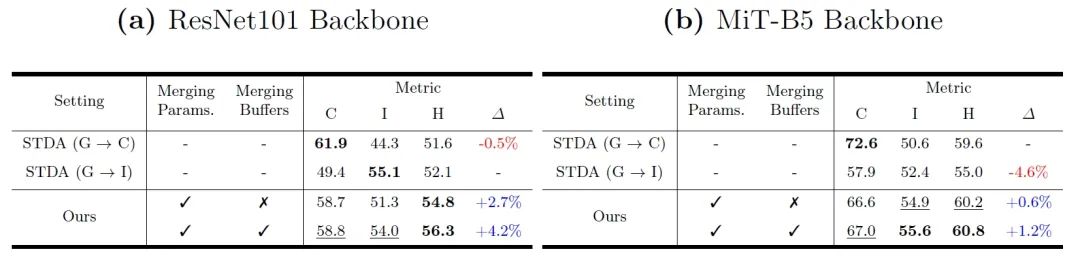 (a) ResNet101 Backbone
Setting Merging Params. Merging Buffers Metric
C I H Δ
STDA (G → C) - - 61.9 44.3 51.6 -0.5%
STDA (G → I) - - 49.4 55.1 52.1 -
Ours ✓ ✗ 58.7 51.3 54.8 +2.7%
✓ ✓ 58.8 54.0 56.3 +4.2%
(b) MiT-B5 Backbone
Setting Merging Params. Merging Buffers Metric
C I H Δ
STDA (G → C) - - 72.6 50.6 59.6 -
STDA (G → I) - - 57.9 52.4 55.0 -4.6%
Ours ✓ ✗ 66.6 54.9 60.2 +0.6%
✓ ✓ 67.0 55.6 60.8 +1.2%